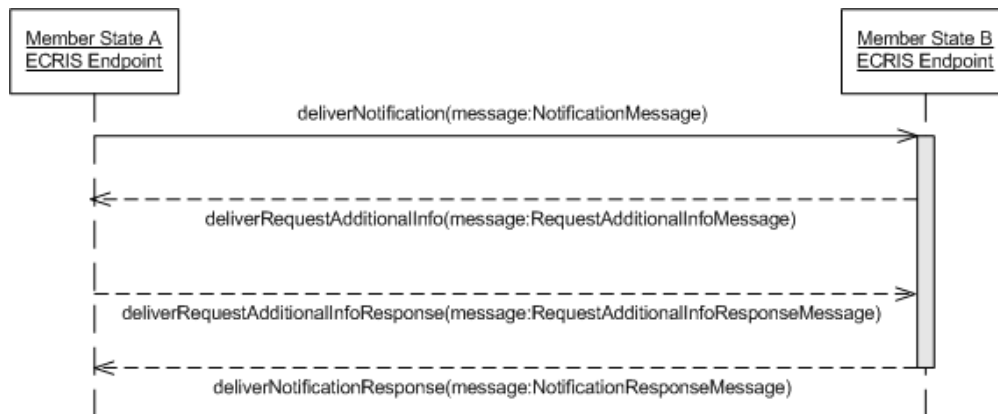 Member State A
ECRIS Endpoint
Member State B
ECRIS Endpoint
deliverNotification(message:NotificationMessage)
deliverRequestAdditionalInfo(message:RequestAdditionalInfoMessage)
deliverRequestAdditionalInfoResponse(message:RequestAdditionalInfoResponseMessage)
deliverNotificationResponse(message:NotificationResponseMessage)